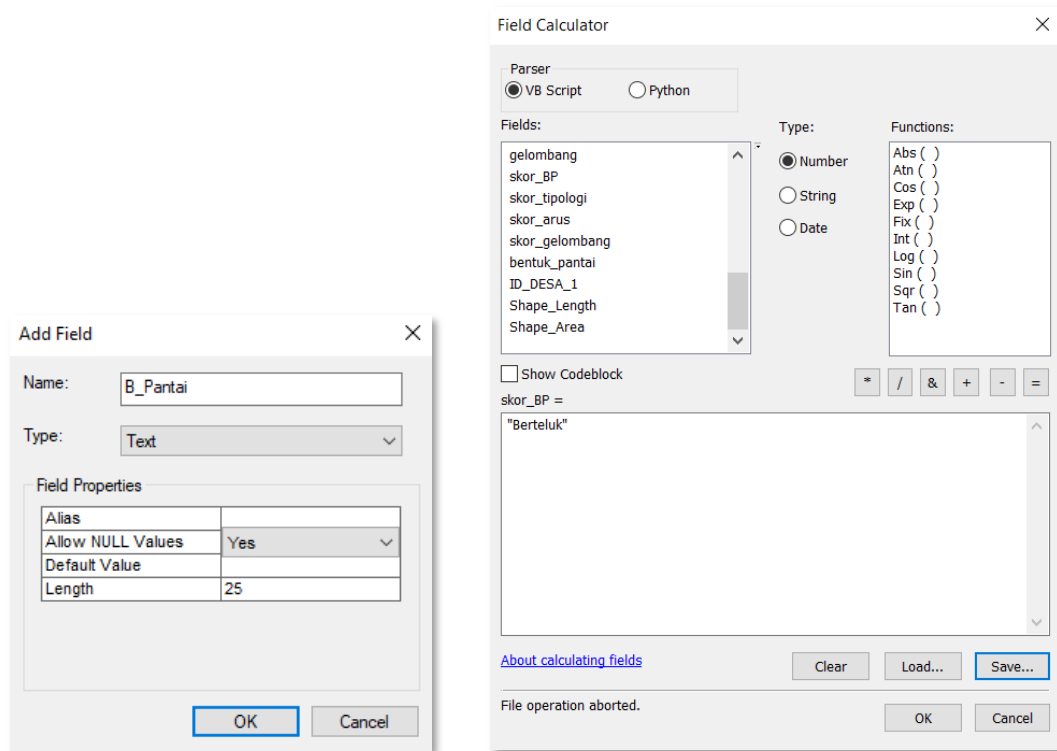 Add Field
Name:
B_Pantai
Type:
Text
Field Properties
Alias
Allow NULL Values Yes
Default Value
Length 25
OK Cancel
Field Calculator
Parser
VB Script Python
Fields:
gelombang
skor_BP
skor_tipologi
skor_arus
skor_gelombang
bentuk_pantai
ID_DESA_1
Shape_Length
Shape_Area
Type:
Number
String
Date
Functions:
Abs ( )
Atn ( )
Cos ( )
Exp ( )
Fix ( )
Int ( )
Log ( )
Sin ( )
Sqr ( )
Tan ( )
Show Codeblock
* / & + - =
skor_BP =
"Berteluk"
About calculating fields
Clear Load... Save...
File operation aborted.
OK Cancel